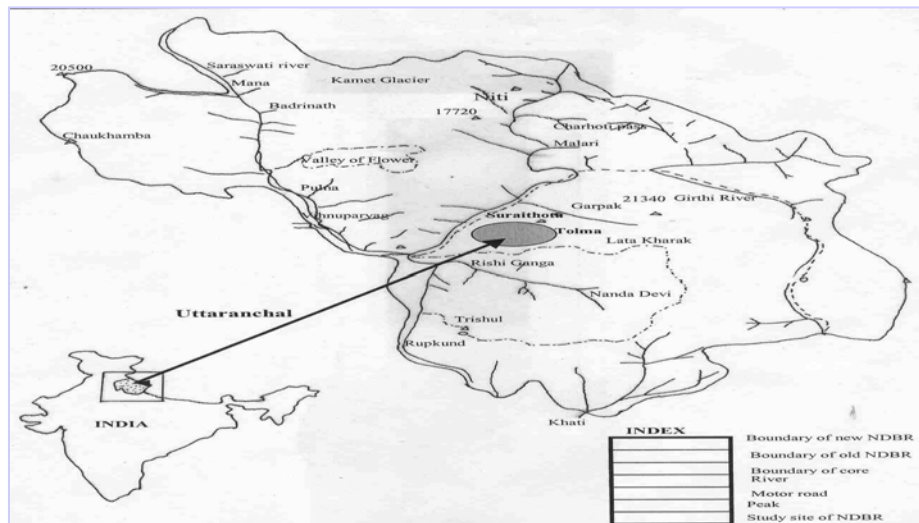 Saraswati river
20500
Mana
Kamet Glacier
Niti
Badrinath
17720
Charhoti pass
Chaukhamba
Malari
Valley of Flower
Pulna
21340
Girthi River
Garpak
Suraithota
Tolma
Lata Kharak
Rishi Ganga
Nanda Devi
Uttaranchal
Trishul
Rupkund
Khati
INDIA
INDEX
Boundary of new NDBR
Boundary of old NDBR
Boundary of core
River
Motor road
Peak
Study site of NDBR